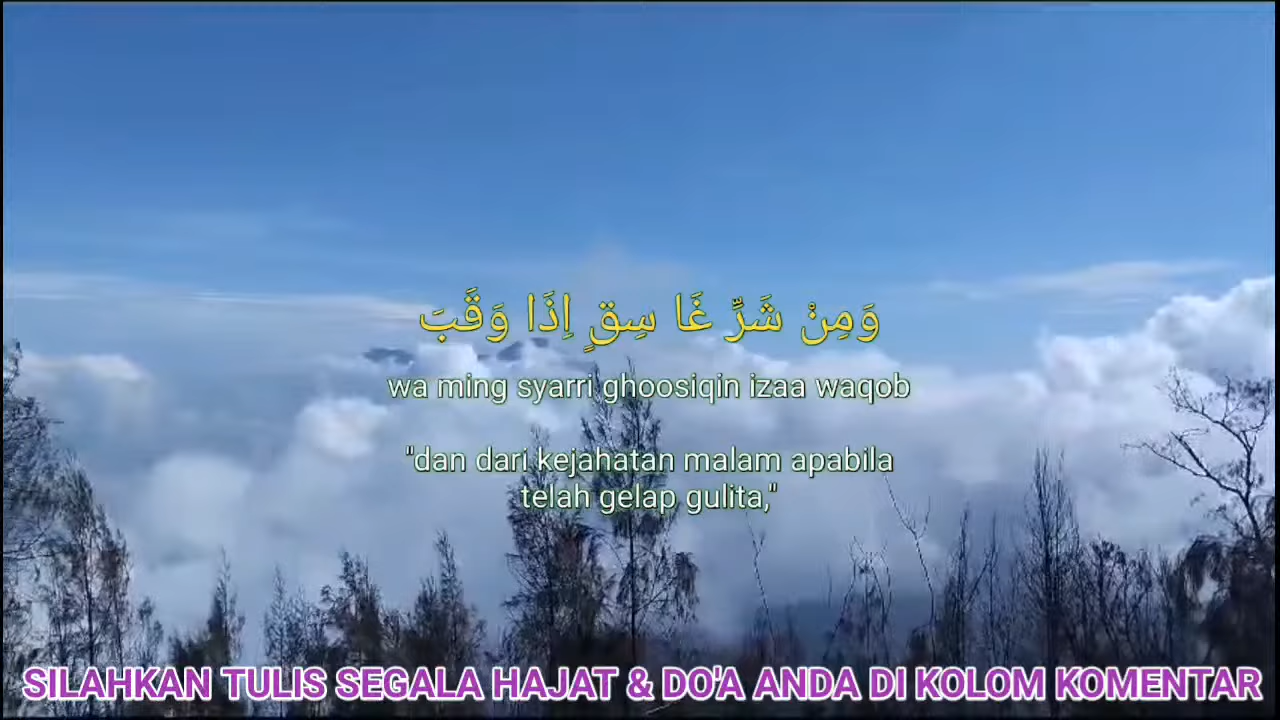 وَمِنْ شَرِّ غَا سِقٍ اِذَا وَقَبَ
wa ming syarri ghoosiqin izaa waqob
"dan dari kejahatan malam apabila
telah gelap gulita,"
SILAHKAN TULIS SEGALA HAJAT & DO'A ANDA DI KOLOM KOMENTAR